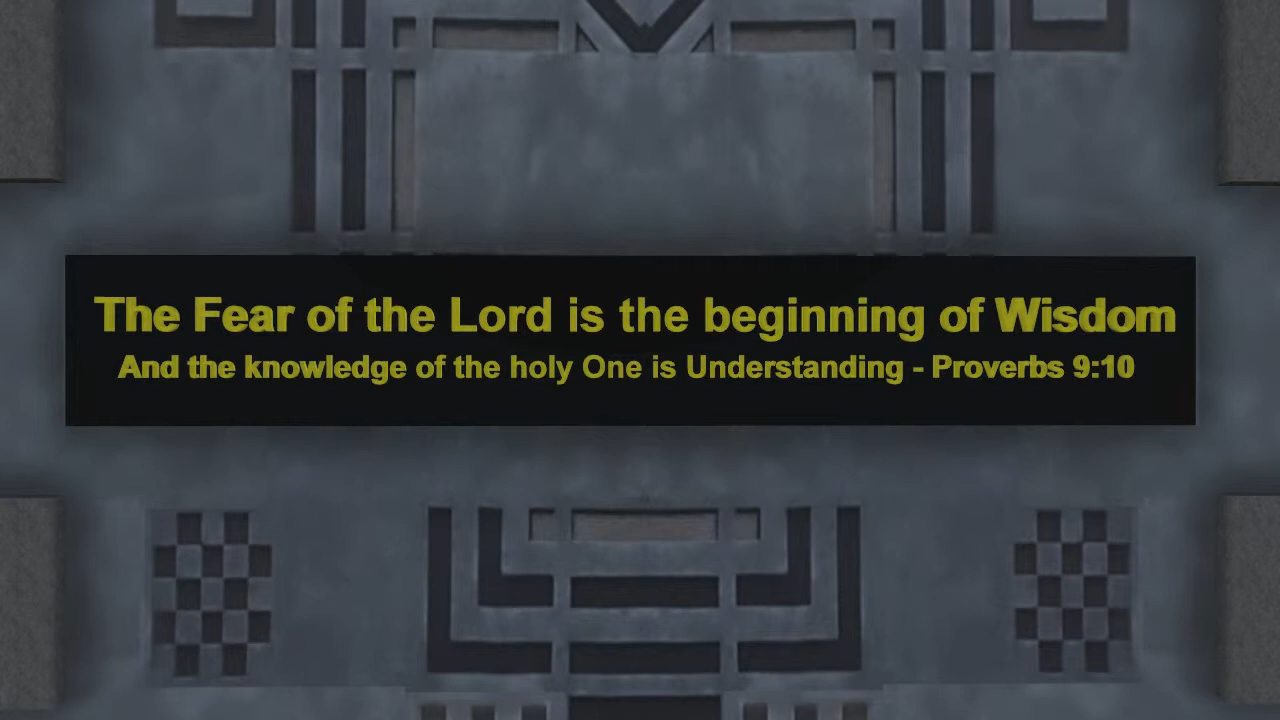 The Fear of the Lord is the beginning of Wisdom
And the knowledge of the holy One is Understanding - Proverbs 9:10